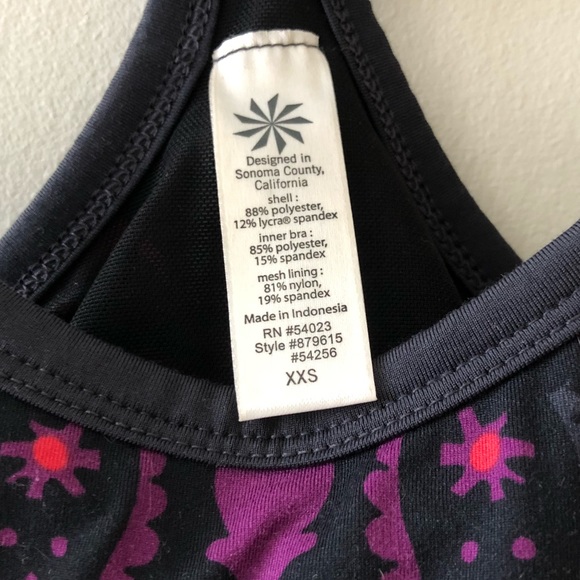 Designed in
Sonoma County,
California
shell :
88% polyester,
12% lycra® spandex
inner bra :
85% polyester,
15% spandex
mesh lining :
81% nylon,
19% spandex
Made in Indonesia
RN #54023
Style #879615
#54256
XXS